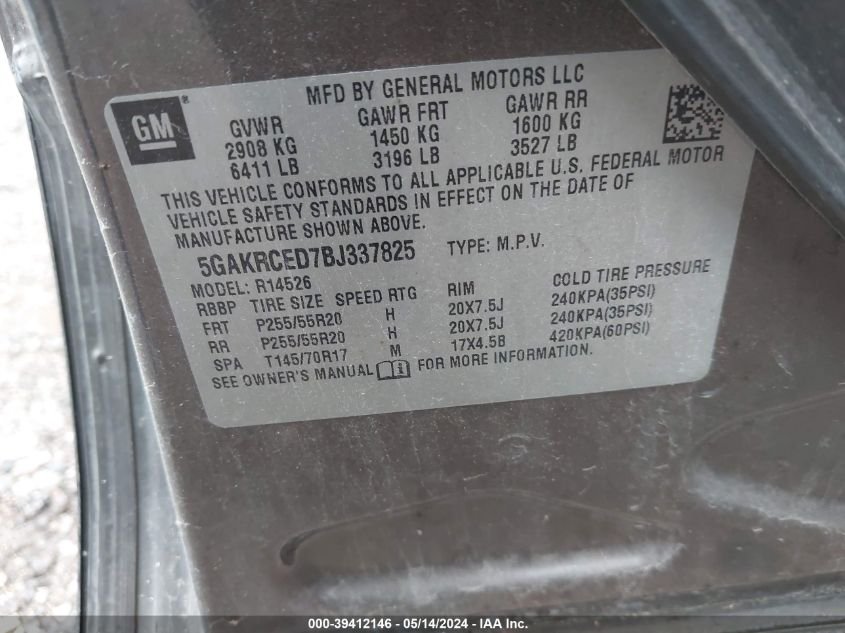 MFD BY GENERAL MOTORS LLC
GM®
GVWR GAWR FRT GAWR RR
2908 KG 1450 KG 1600 KG
6411 LB 3196 LB 3527 LB
THIS VEHICLE CONFORMS TO ALL APPLICABLE U.S. FEDERAL MOTOR
VEHICLE SAFETY STANDARDS IN EFFECT ON THE DATE OF
MANUFACTURE SHOWN ABOVE.
5GAKRCED7BJ337825 TYPE: M.P.V.
MODEL: R14526
RBBP TIRE SIZE SPEED RTG RIM COLD TIRE PRESSURE
FRT P255/55R20 H 20X7.5J 240KPA(35PSI)
RR P255/55R20 H 20X7.5J 240KPA(35PSI)
SPA T145/70R17 M 17X4.5B 420KPA(60PSI)
SEE OWNER'S MANUAL FOR MORE INFORMATION.
000-39412146 - 05/14/2024 - IAA Inc.